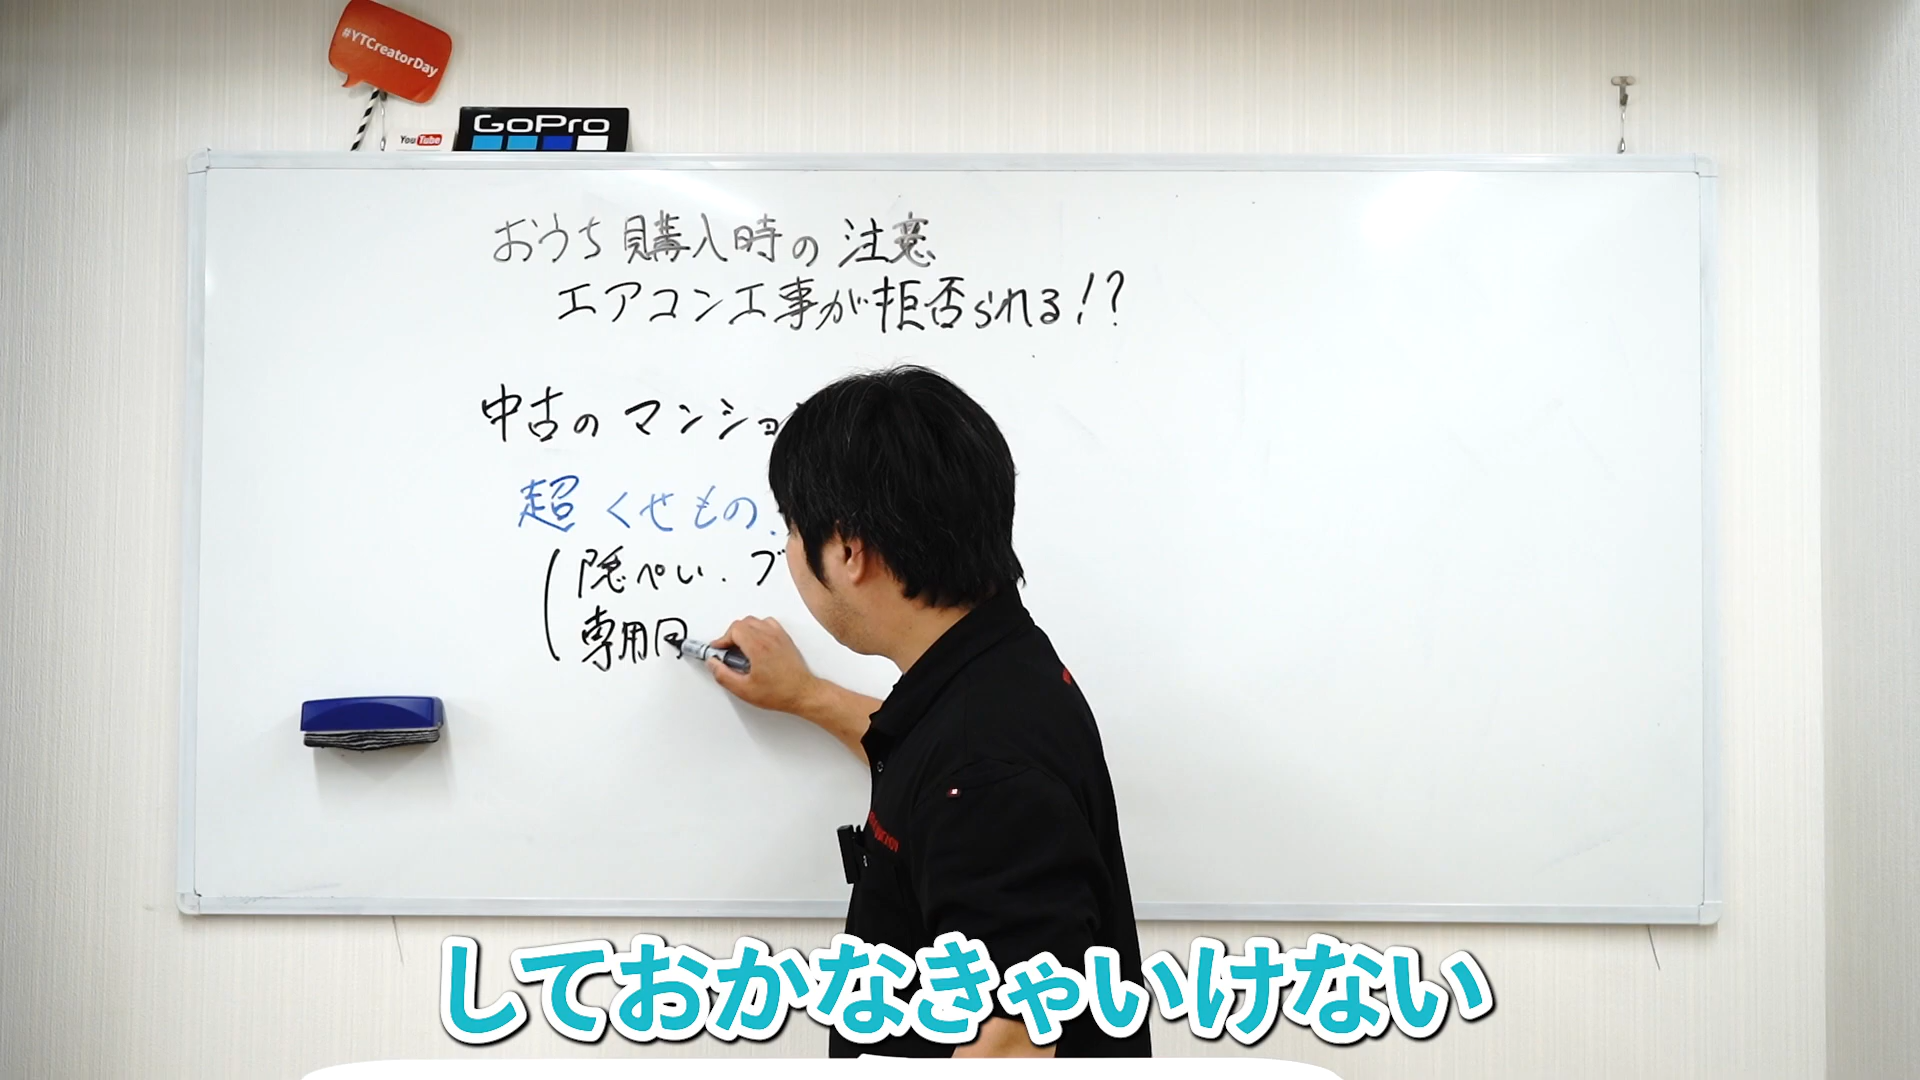 #YTCreatorDay
YouTube
GoPro
おうち購入時の注意
エアコン工事が拒否られる!?
中古のマンショ
超くせもの.
隠ぺい.ブ
専用回
しておかなきゃいけない